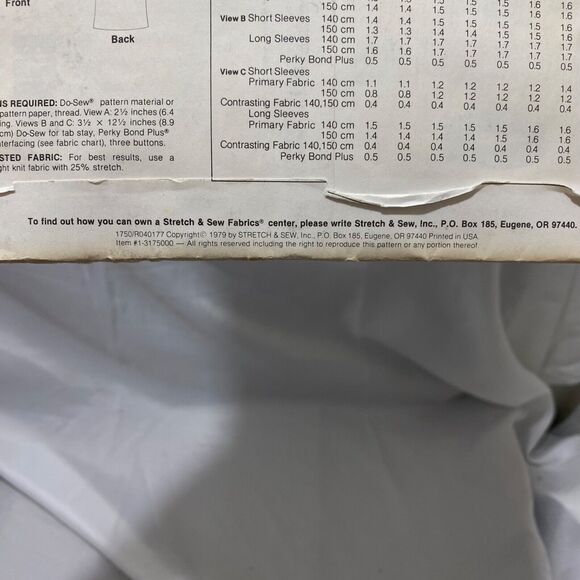 Front
Back
150 cm 1.4 1.4 1.5 1.5 1.5 1.6 1.6
View B Short Sleeves 140 cm 1.4 1.4 1.5 1.5 1.5 1.6 1.6
150 cm 1.3 1.3 1.4 1.4 1.5 1.5 1.5
Long Sleeves 140 cm 1.7 1.7 1.7 1.7 1.7 1.7 1.7
150 cm 1.6 1.6 1.7 1.7 1.7 1.7 1.7
Perky Bond Plus 0.5 0.5 0.5 0.5 0.5 0.5 0.5
View C Short Sleeves
Primary Fabric 140 cm 1.1 1.1 1.2 1.2 1.2 1.2 1.4
150 cm 0.8 0.8 1.2 1.2 1.2 1.2 1.2
Contrasting Fabric 140,150 cm 0.4 0.4 0.4 0.4 0.4 0.4 0.4
Long Sleeves
Primary Fabric 140 cm 1.5 1.5 1.5 1.5 1.6 1.6 1.6
150 cm 1.4 1.4 1.4 1.4 1.5 1.6 1.6
Contrasting Fabric 140,150 cm 0.4 0.4 0.4 0.4 0.4 0.4 0.4
Perky Bond Plus 0.5 0.5 0.5 0.5 0.5 0.5 0.5
NS REQUIRED: Do-Sew® pattern material or
pattern paper, thread. View A: 2½ inches (6.4
ing. Views B and C: 3½ × 12½ inches (8.9
cm) Do-Sew for tab stay, Perky Bond Plus®
nterfacing (see fabric chart), three buttons.
STED FABRIC: For best results, use a
ght knit fabric with 25% stretch.
To find out how you can own a Stretch & Sew Fabrics® center, please write Stretch & Sew, Inc., P.O. Box 185, Eugene, OR 97440.
1750/R040177 Copyright© 1979 by STRETCH & SEW, INC., P.O. Box 185, Eugene, OR 97440 Printed in USA
Item #1-3175000 — All rights reserved including the right to reproduce this pattern or any portion thereof.